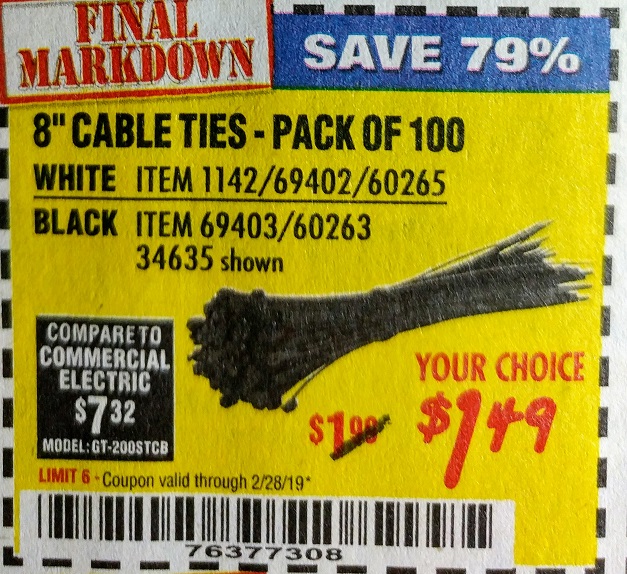 FINAL
MARKDOWN
SAVE 79%
8" CABLE TIES - PACK OF 100
WHITE ITEM 1142/69402/60265
BLACK ITEM 69403/60263
34635 shown
COMPARE TO
COMMERCIAL
ELECTRIC
$7.32
MODEL: GT-200STCB
YOUR CHOICE
$1.99 $1.49
LIMIT 6 - Coupon valid through 2/28/19*
76377308